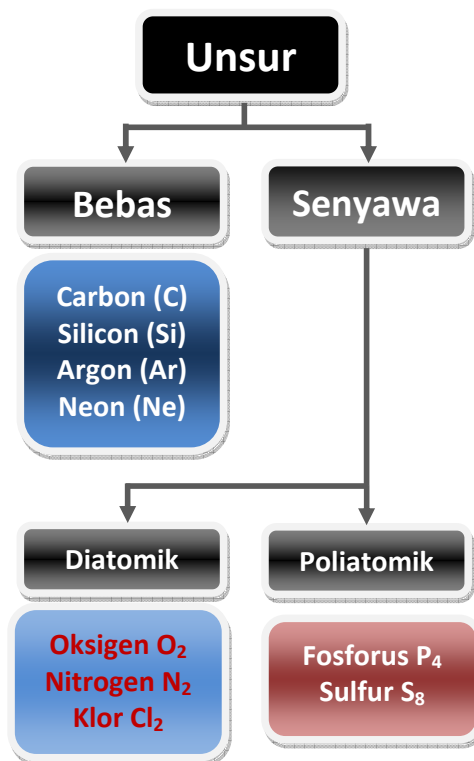 Unsur
Bebas
Senyawa
Carbon (C)
Silicon (Si)
Argon (Ar)
Neon (Ne)
Diatomik
Poliatomik
Oksigen O₂
Nitrogen N₂
Klor Cl₂
Fosforus P₄
Sulfur S₈